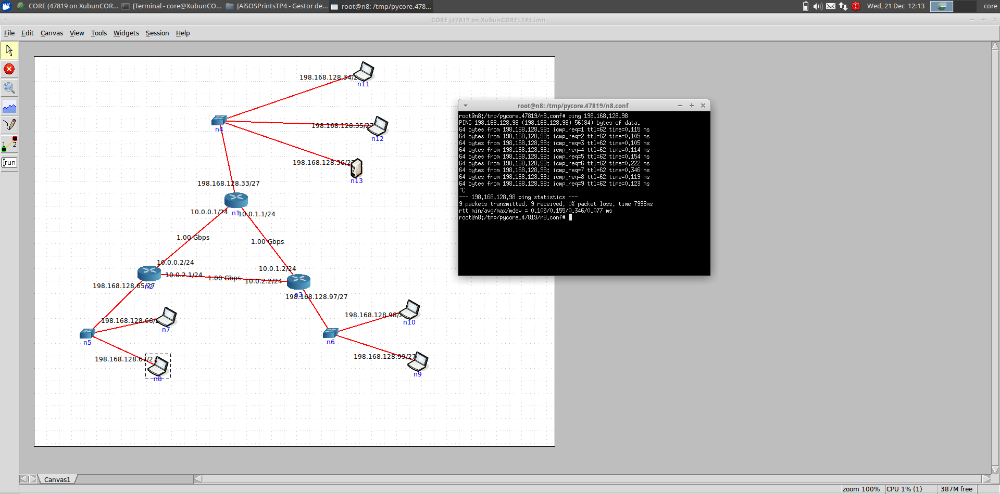 CORE (47819 on XubunCOR...
[Terminal - core@XubunCO...
[AiSOSPrintsTP4 - Gestor de...
root@n8: /tmp/pycore.478...
Wed, 21 Dec 12:13
core
CORE (47819 on XubunCORE) TP4.imn
File Edit Canvas View Tools Widgets Session Help
1 2
run
198.168.128.34/2
n11
n4
198.168.128.35/27
n12
198.168.128.36/27
n13
198.168.128.33/27
10.0.0.1/24
n1
10.0.1.1/24
1.00 Gbps
1.00 Gbps
10.0.0.2/24
10.0.1.2/24
10.0.2.1/24
1.00 Gbps
10.0.2.2/24
198.168.128.65/27
n2
n3
198.168.128.97/27
198.168.128.66/2
n7
198.168.128.98/2
n10
n5
n6
198.168.128.67/27
n8
198.168.128.99/27
n9
root@n8: /tmp/pycore.47819/n8.conf
root@n8:/tmp/pycore.47819/n8.conf# ping 198.168.128.98
PING 198.168.128.98 (198.168.128.98) 56(84) bytes of data.
64 bytes from 198.168.128.98: icmp_req=1 ttl=62 time=0.115 ms
64 bytes from 198.168.128.98: icmp_req=2 ttl=62 time=0.105 ms
64 bytes from 198.168.128.98: icmp_req=3 ttl=62 time=0.105 ms
64 bytes from 198.168.128.98: icmp_req=4 ttl=62 time=0.114 ms
64 bytes from 198.168.128.98: icmp_req=5 ttl=62 time=0.154 ms
64 bytes from 198.168.128.98: icmp_req=6 ttl=62 time=0.222 ms
64 bytes from 198.168.128.98: icmp_req=7 ttl=62 time=0.346 ms
64 bytes from 198.168.128.98: icmp_req=8 ttl=62 time=0.119 ms
64 bytes from 198.168.128.98: icmp_req=9 ttl=62 time=0.123 ms
^C
--- 198.168.128.98 ping statistics ---
9 packets transmitted, 9 received, 0% packet loss, time 7998ms
rtt min/avg/max/mdev = 0.105/0.155/0.346/0.077 ms
root@n8:/tmp/pycore.47819/n8.conf#
Canvas1
zoom 100%
CPU 1% (1)
387M free